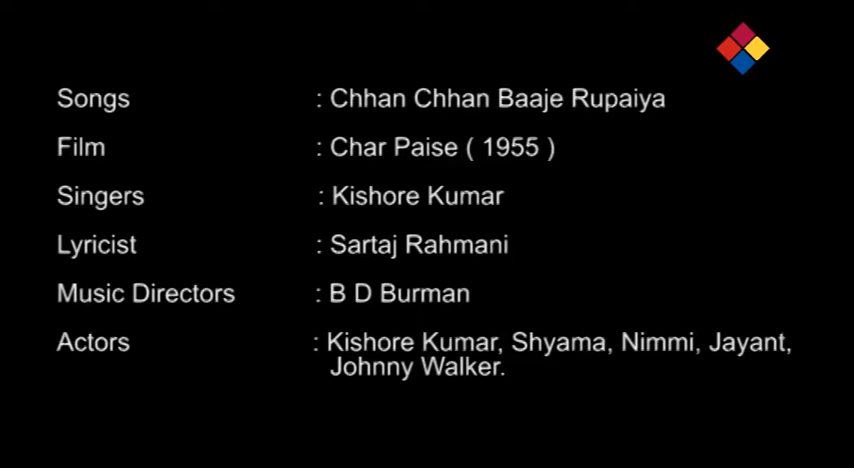 Songs : Chhan Chhan Baaje Rupaiya
Film : Char Paise ( 1955 )
Singers : Kishore Kumar
Lyricist : Sartaj Rahmani
Music Directors : B D Burman
Actors : Kishore Kumar, Shyama, Nimmi, Jayant,
Johnny Walker.